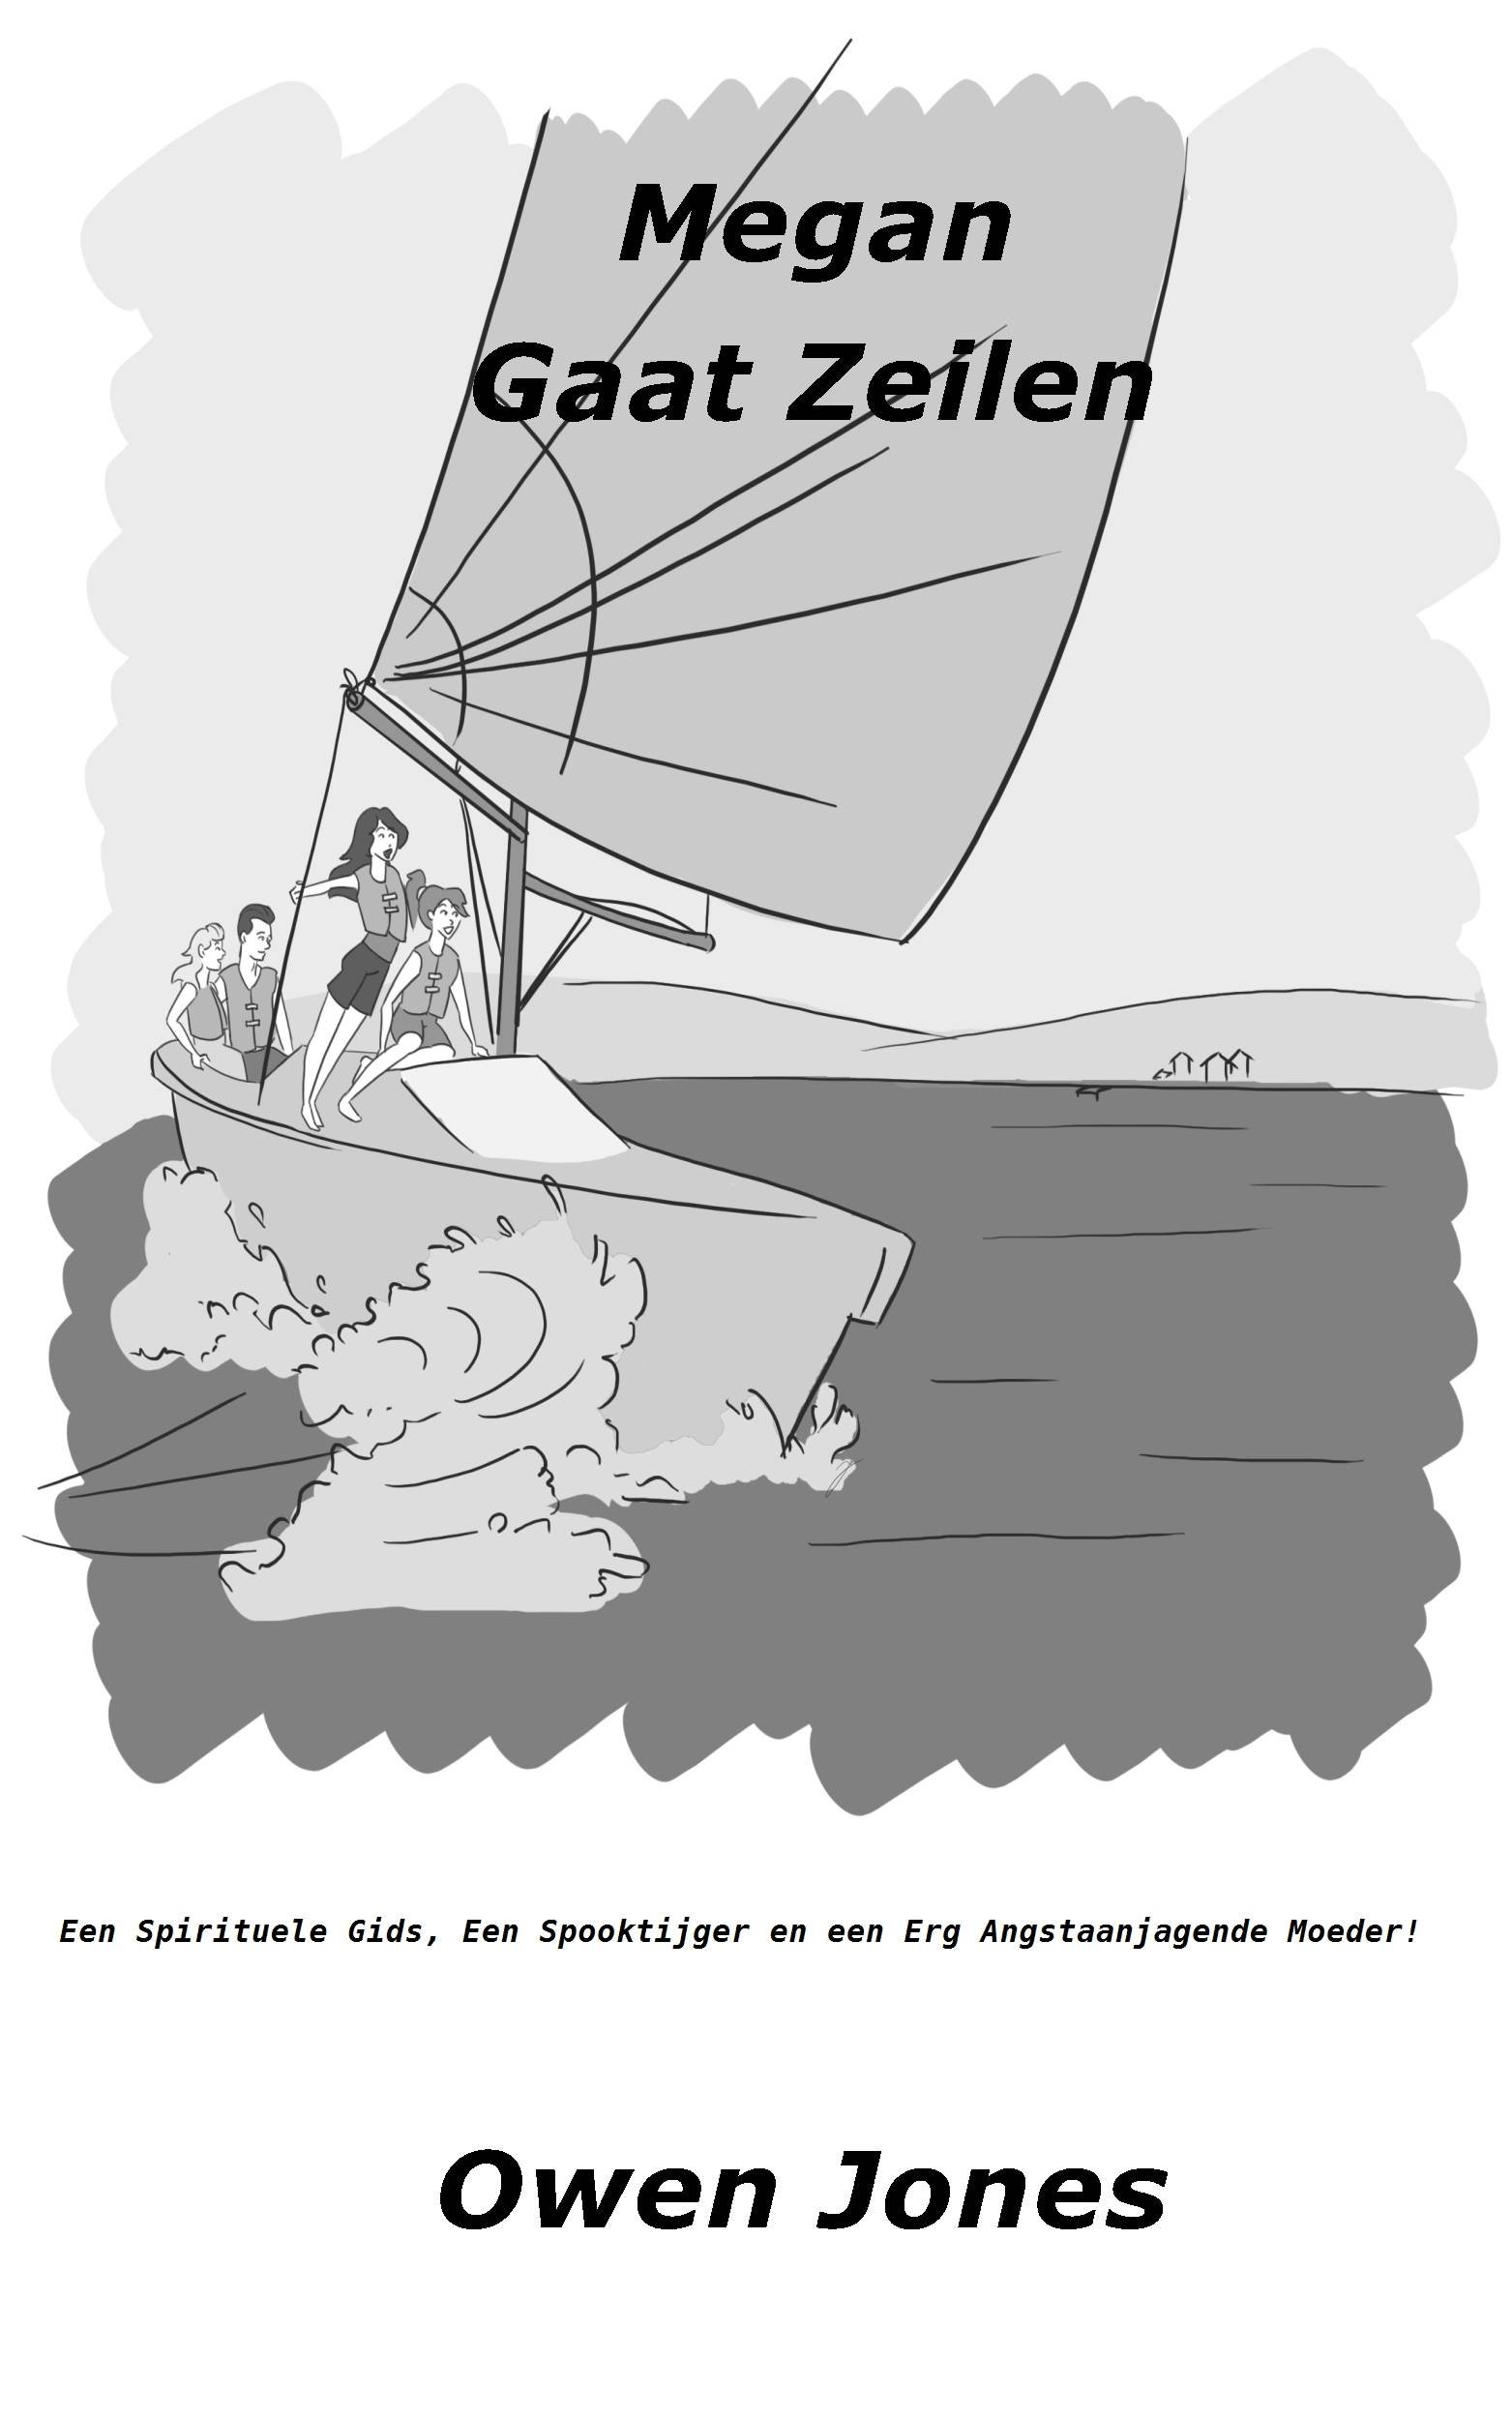 Megan
Gaat Zeilen
Een Spirituele Gids, Een Spooktijger en een Erg Angstaanjagende Moeder!
Owen Jones